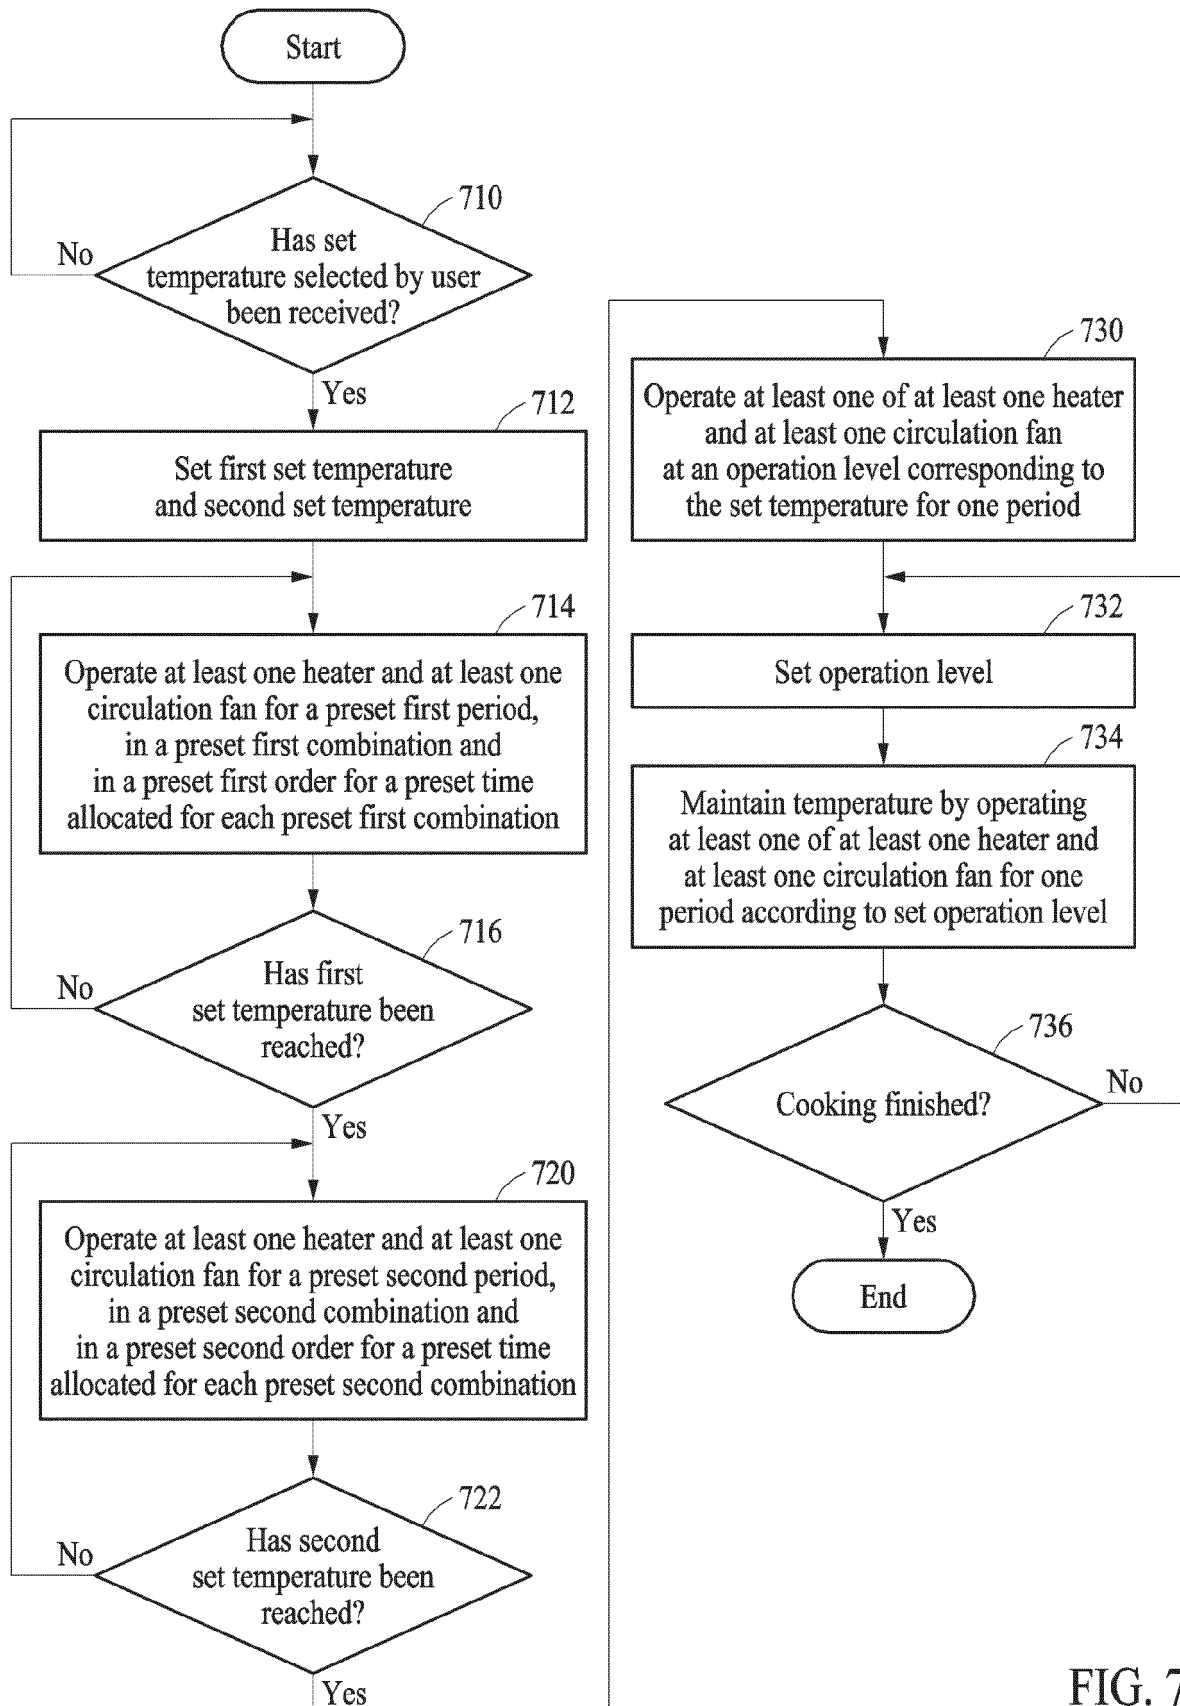 Start
710
Has set
temperature selected by user
been received?
No
Yes
712
Set first set temperature
and second set temperature
714
Operate at least one heater and at least one
circulation fan for a preset first period,
in a preset first combination and
in a preset first order for a preset time
allocated for each preset first combination
716
Has first
set temperature been
reached?
No
Yes
720
Operate at least one heater and at least one
circulation fan for a preset second period,
in a preset second combination and
in a preset second order for a preset time
allocated for each preset second combination
722
Has second
set temperature been
reached?
No
Yes
730
Operate at least one of at least one heater
and at least one circulation fan
at an operation level corresponding to
the set temperature for one period
732
Set operation level
734
Maintain temperature by operating
at least one of at least one heater and
at least one circulation fan for one
period according to set operation level
736
Cooking finished?
No
Yes
End
FIG. 7